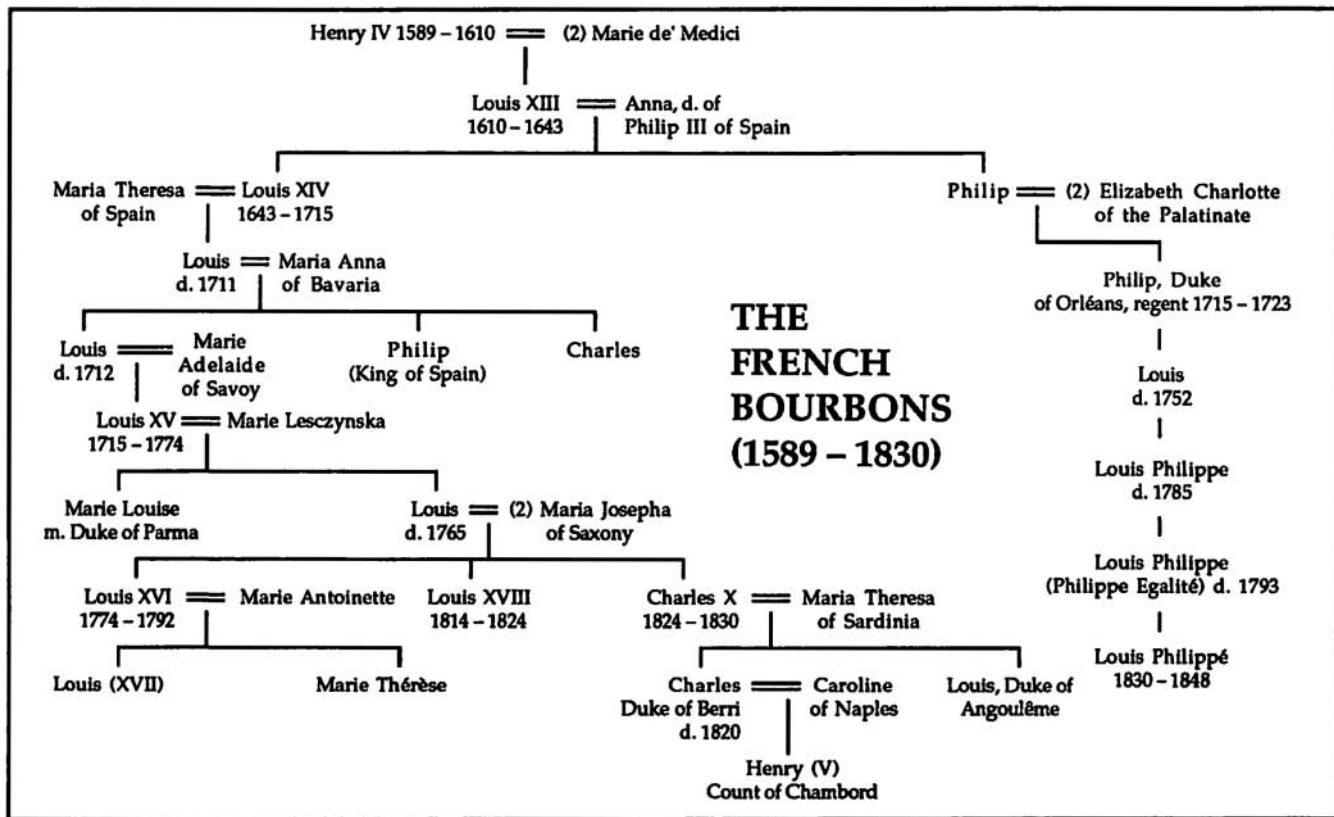 Henry IV 1589 – 1610 (2) Marie de' Medici
Louis XIII
1610 – 1643
Anna, d. of
Philip III of Spain
Maria Theresa
of Spain
Louis XIV
1643 – 1715
Philip
(2) Elizabeth Charlotte
of the Palatinate
Louis
d. 1711
Maria Anna
of Bavaria
Philip, Duke
of Orléans, regent 1715 – 1723
THE
FRENCH
BOURBONS
(1589 – 1830)
Louis
d. 1712
Marie
Adelaide
of Savoy
Philip
(King of Spain)
Charles
Louis
d. 1752
Louis XV
1715 – 1774
Marie Lesczynska
Louis Philippe
d. 1785
Marie Louise
m. Duke of Parma
Louis
d. 1765
(2) Maria Josepha
of Saxony
Louis Philippe
(Philippe Egalité) d. 1793
Louis XVI
1774 – 1792
Marie Antoinette
Louis XVIII
1814 – 1824
Charles X
1824 – 1830
Maria Theresa
of Sardinia
Louis Philippé
1830 – 1848
Louis (XVII)
Marie Thérèse
Charles
Duke of Berri
d. 1820
Caroline
of Naples
Louis, Duke of
Angoulême
Henry (V)
Count of Chambord